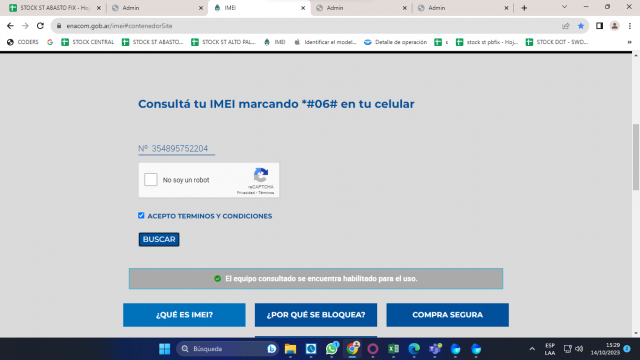 STOCK ST ABASTO FIX - Hoj
Admin
IMEI
Admin
Admin
enacom.gob.ar/imei#contenedorSite
CODERS
STOCK CENTRAL
STOCK ST ABASTO...
STOCK ST ALTO PAL...
IMEI
Identificar el model...
Detalle de operación
stock st pbfix - Hoj...
STOCK DOT - SWD...
Consultá tu IMEI marcando *#06# en tu celular
Nº 354895752204
No soy un robot
reCAPTCHA
Privacidad - Términos
ACEPTO TERMINOS Y CONDICIONES
BUSCAR
El equipo consultado se encuentra habilitado para el uso.
¿QUÉ ES IMEI?
¿POR QUÉ SE BLOQUEA?
COMPRA SEGURA
Búsqueda
ESP
LAA
15:29
14/10/2023